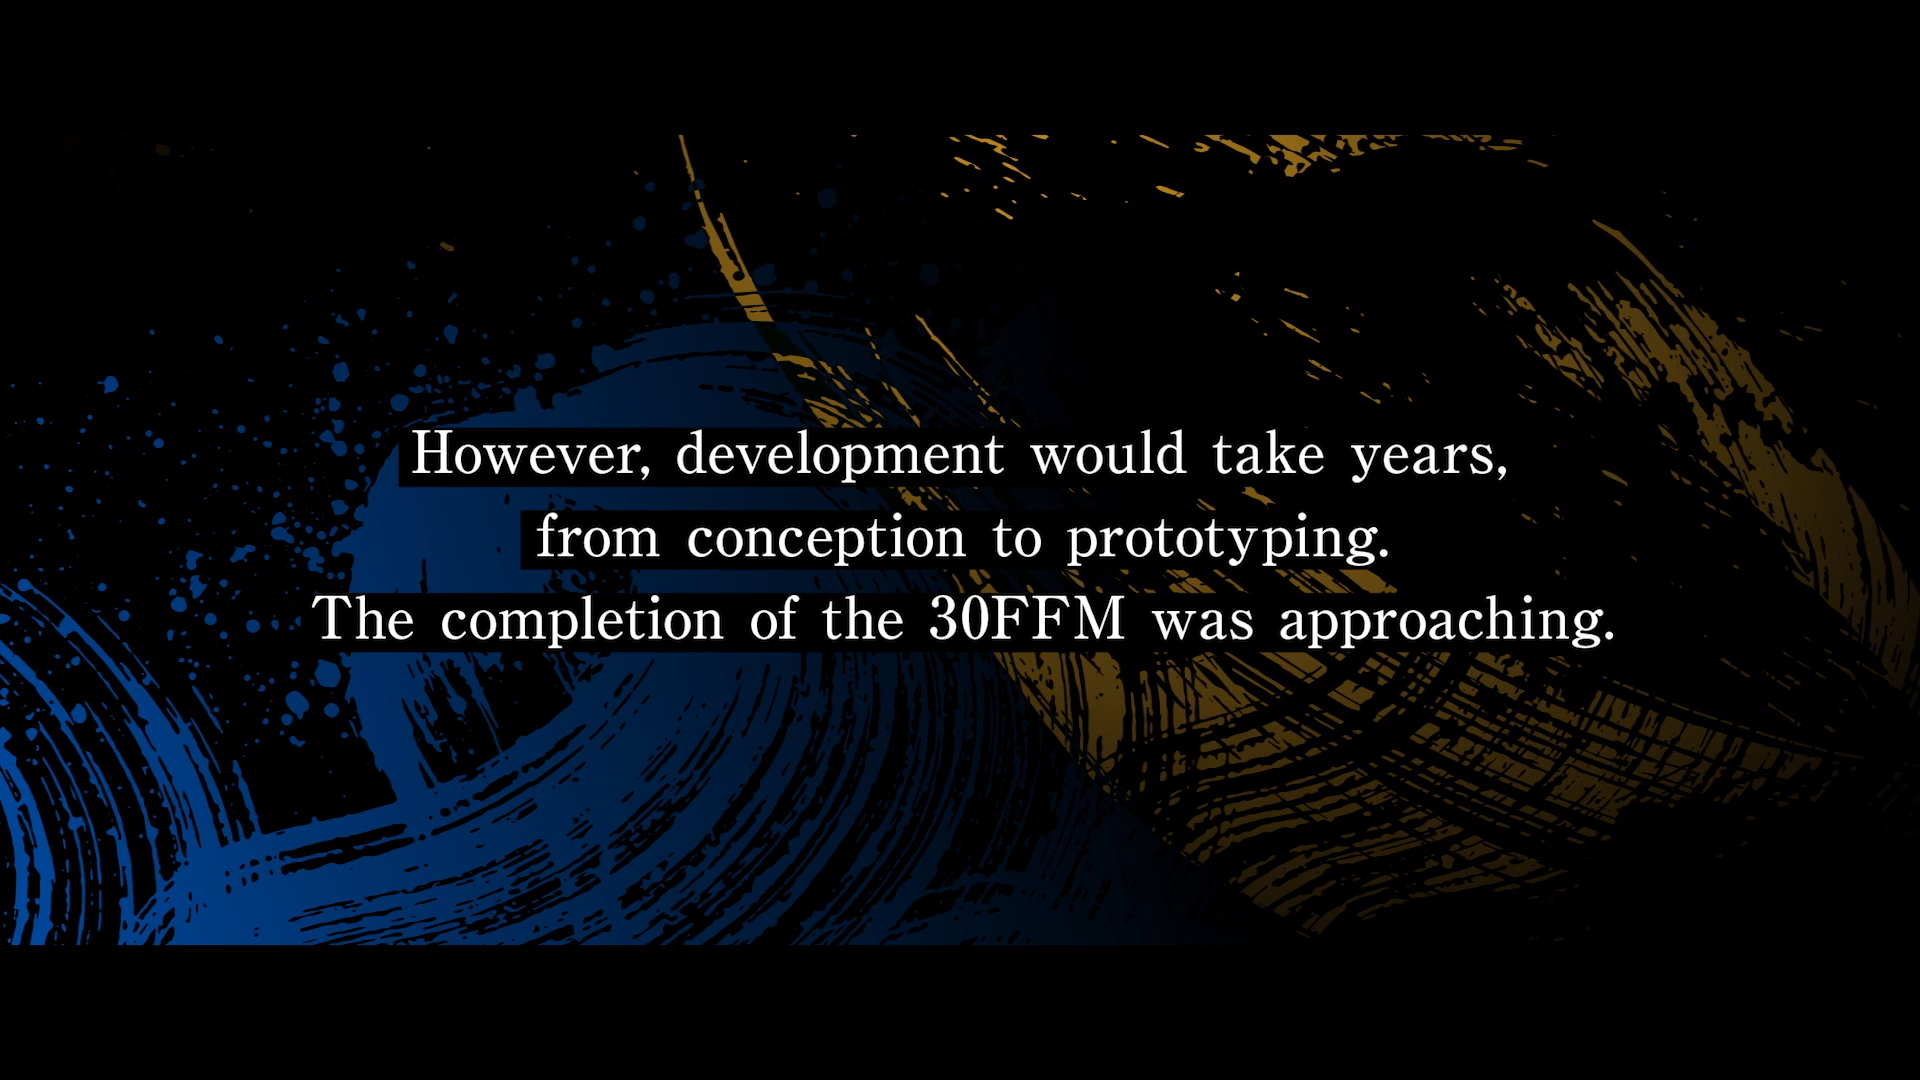 However, development would take years,
from conception to prototyping.
The completion of the 30FFM was approaching.